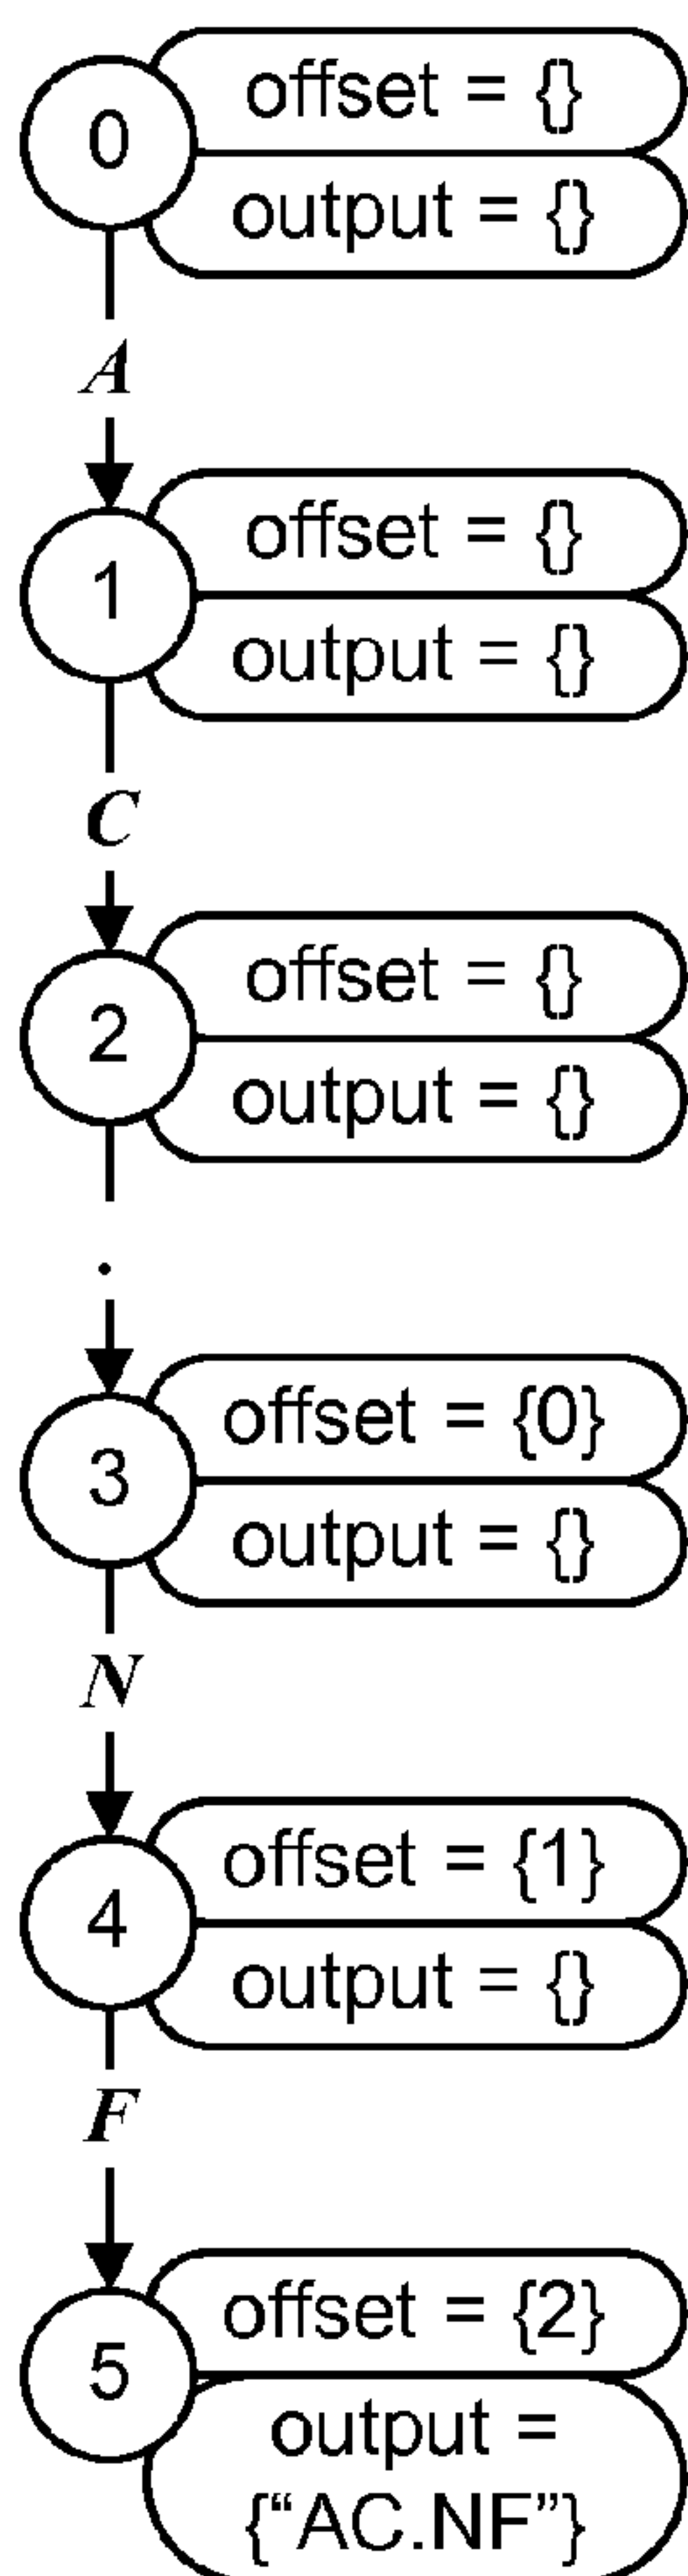 offset = {}
0
output = {}
A
offset = {}
1
output = {}
C
offset = {}
2
output = {}
.
offset = {0}
3
output = {}
N
offset = {1}
4
output = {}
F
offset = {2}
5
output =
{“AC.NF”}